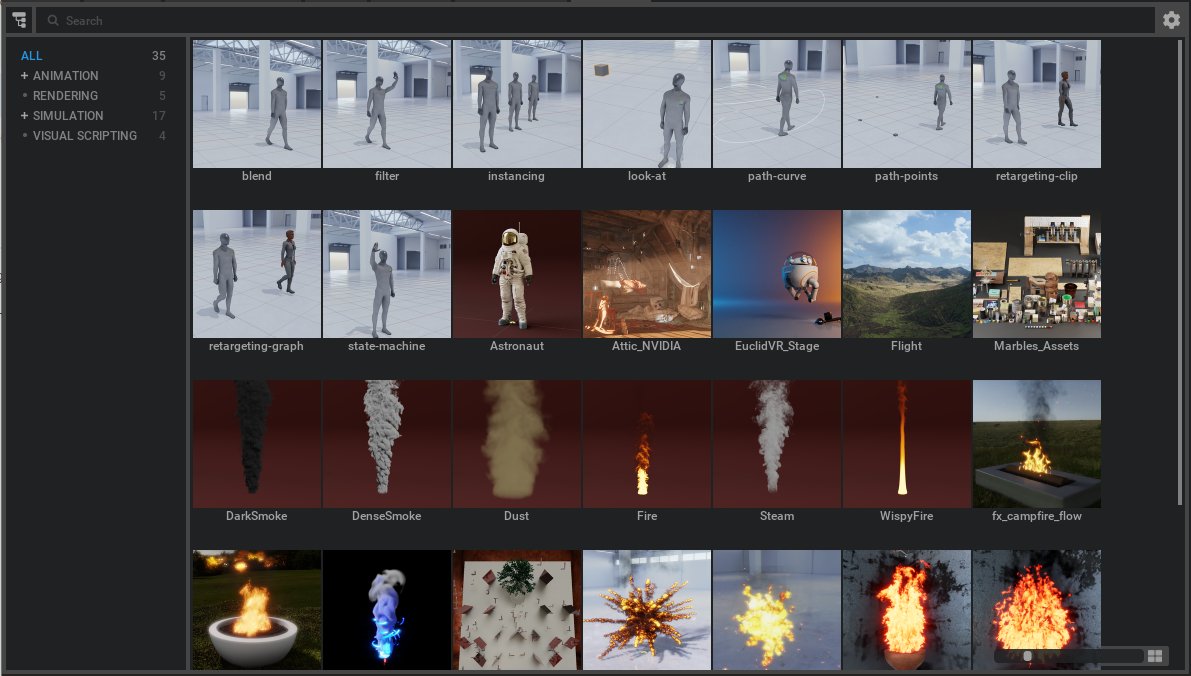 Search
ALL 35
+ ANIMATION 9
• RENDERING 5
+ SIMULATION 17
• VISUAL SCRIPTING 4
blend filter instancing look-at path-curve path-points retargeting-clip
retargeting-graph state-machine Astronaut Attic_NVIDIA EuclidVR_Stage Flight Marbles_Assets
DarkSmoke DenseSmoke Dust Fire Steam WispyFire fx_campfire_flow